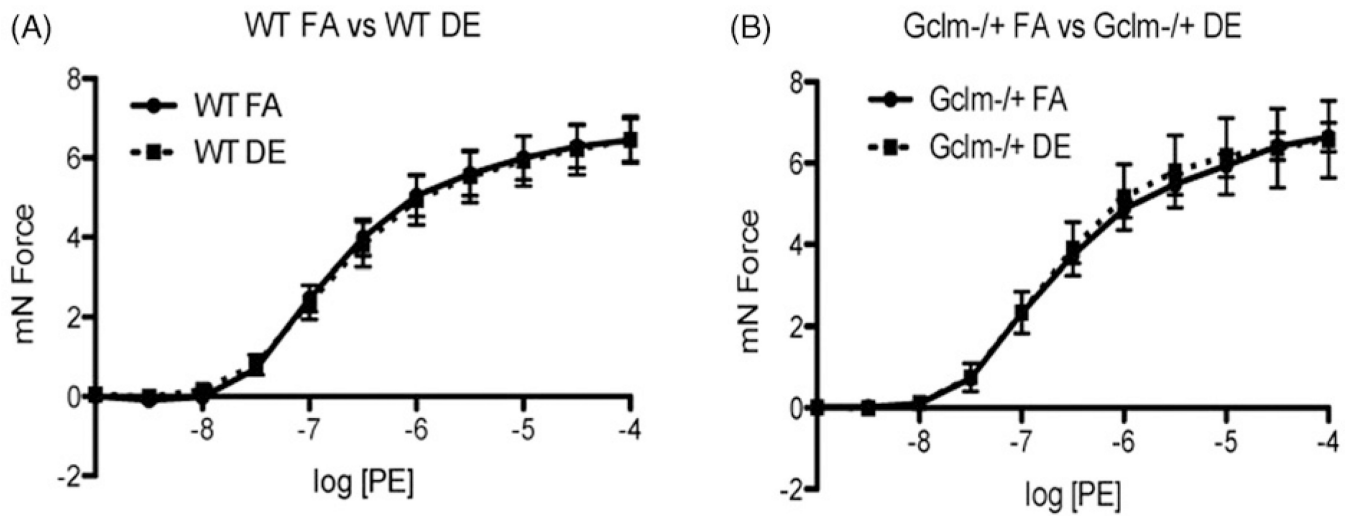 (A)
WT FA vs WT DE
8
6
4
2
0
-2
mN Force
WT FA
WT DE
-8
-7
-6
-5
-4
log [PE]
(B)
Gclm-/+ FA vs Gclm-/+ DE
8
6
4
2
0
-2
mN Force
Gclm-/+ FA
Gclm-/+ DE
-8
-7
-6
-5
-4
log [PE]